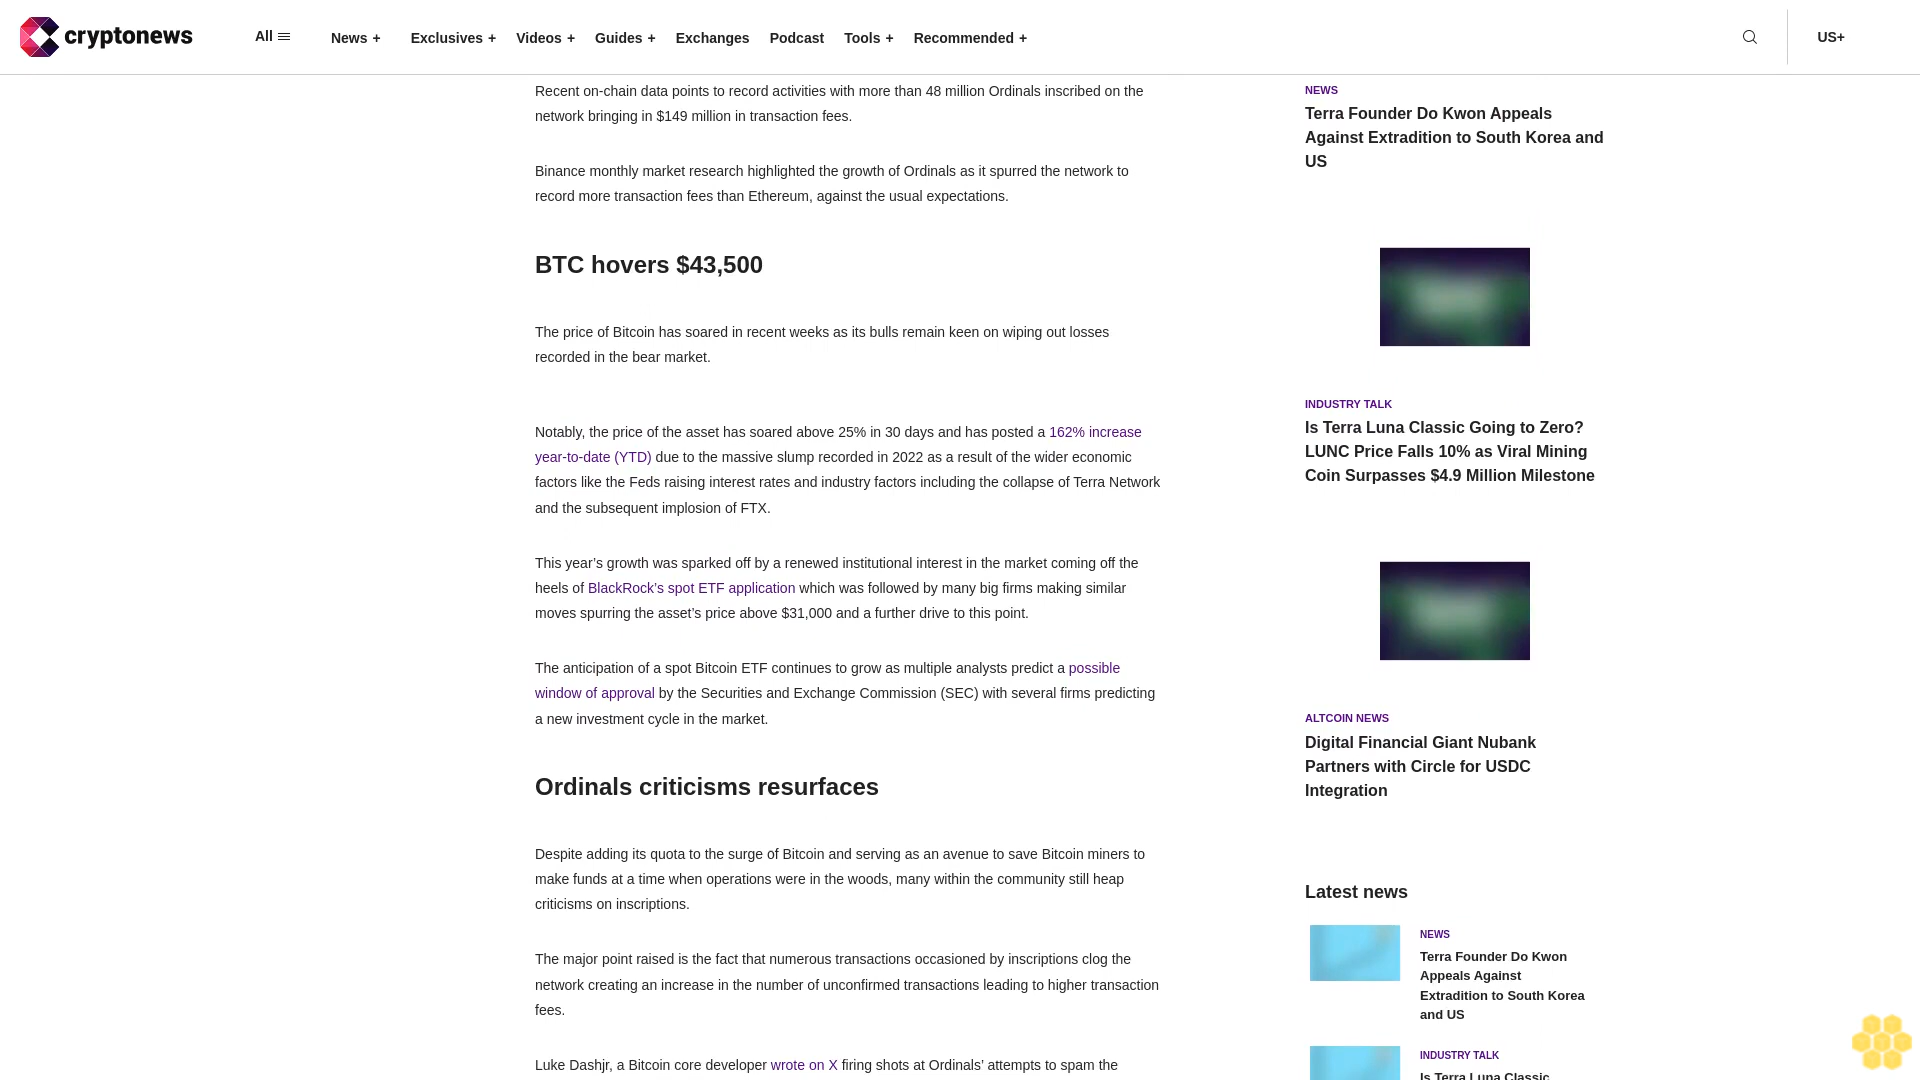 cryptonews
All
News +
Exclusives +
Videos +
Guides +
Exchanges
Podcast
Tools +
Recommended +
US+
Recent on-chain data points to record activities with more than 48 million Ordinals inscribed on the
network bringing in $149 million in transaction fees.
Binance monthly market research highlighted the growth of Ordinals as it spurred the network to
record more transaction fees than Ethereum, against the usual expectations.
BTC hovers $43,500
The price of Bitcoin has soared in recent weeks as its bulls remain keen on wiping out losses
recorded in the bear market.
Notably, the price of the asset has soared above 25% in 30 days and has posted a 162% increase
year-to-date (YTD) due to the massive slump recorded in 2022 as a result of the wider economic
factors like the Feds raising interest rates and industry factors including the collapse of Terra Network
and the subsequent implosion of FTX.
This year’s growth was sparked off by a renewed institutional interest in the market coming off the
heels of BlackRock’s spot ETF application which was followed by many big firms making similar
moves spurring the asset’s price above $31,000 and a further drive to this point.
The anticipation of a spot Bitcoin ETF continues to grow as multiple analysts predict a possible
window of approval by the Securities and Exchange Commission (SEC) with several firms predicting
a new investment cycle in the market.
Ordinals criticisms resurfaces
Despite adding its quota to the surge of Bitcoin and serving as an avenue to save Bitcoin miners to
make funds at a time when operations were in the woods, many within the community still heap
criticisms on inscriptions.
The major point raised is the fact that numerous transactions occasioned by inscriptions clog the
network creating an increase in the number of unconfirmed transactions leading to higher transaction
fees.
Luke Dashjr, a Bitcoin core developer wrote on X firing shots at Ordinals’ attempts to spam the
NEWS
Terra Founder Do Kwon Appeals
Against Extradition to South Korea and
US
INDUSTRY TALK
Is Terra Luna Classic Going to Zero?
LUNC Price Falls 10% as Viral Mining
Coin Surpasses $4.9 Million Milestone
ALTCOIN NEWS
Digital Financial Giant Nubank
Partners with Circle for USDC
Integration
Latest news
NEWS
Terra Founder Do Kwon
Appeals Against
Extradition to South Korea
and US
INDUSTRY TALK
Is Terra Luna Classic